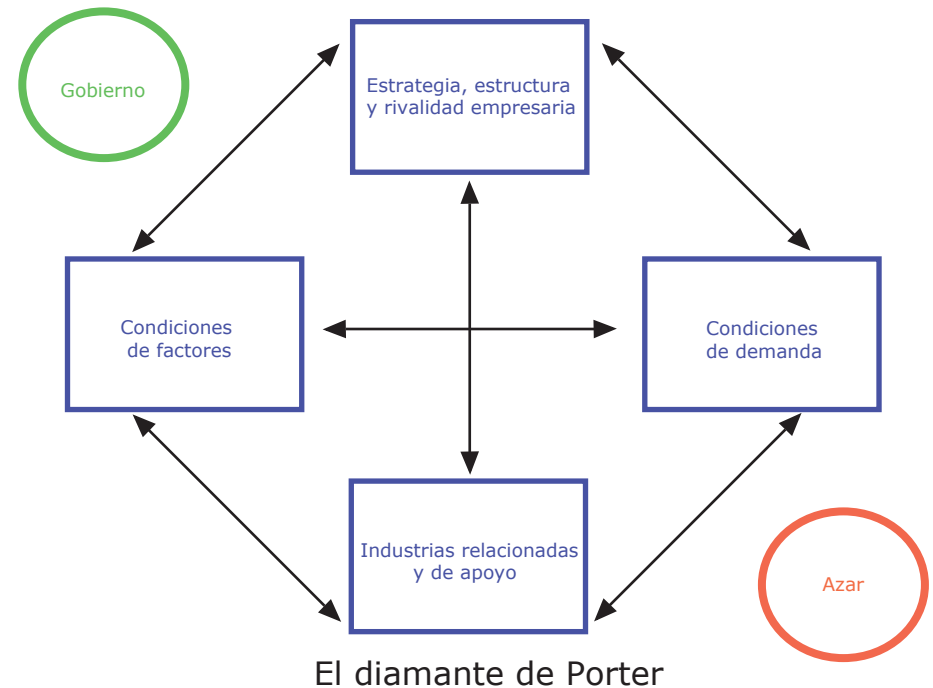 Gobierno
Estrategia, estructura
y rivalidad empresaria
Condiciones
de factores
Condiciones
de demanda
Industrias relacionadas
y de apoyo
Azar
El diamante de Porter